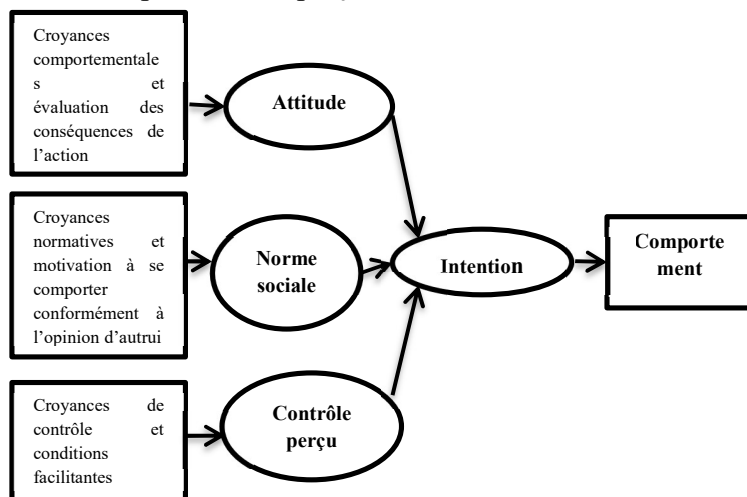 Croyances
comportementale
s et
évaluation des
conséquences de
l’action
Attitude
Croyances
normatives et
motivation à se
comporter
conformément à
l’opinion d’autrui
Norme
sociale
Intention
Comporte
ment
Croyances de
contrôle et
conditions
facilitantes
Contrôle
perçu